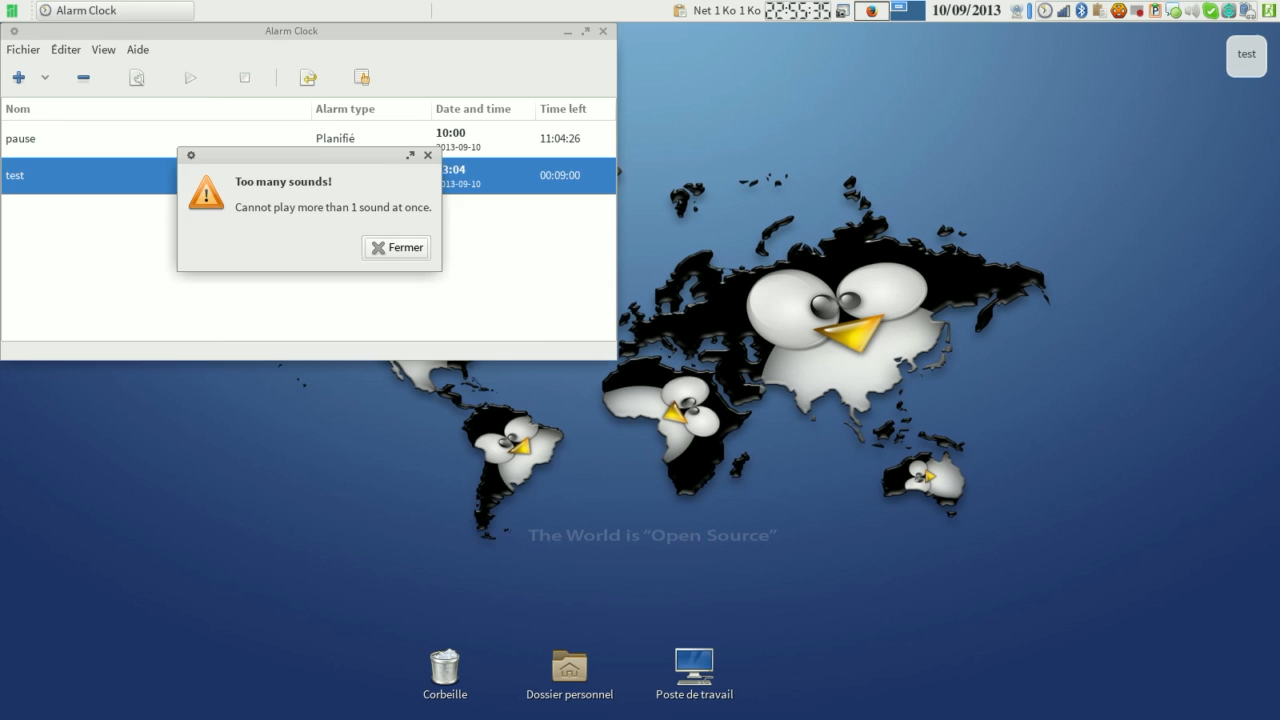 Alarm Clock
Net 1 Ko 1 Ko 22:55:35 10/09/2013
Alarm Clock
test
Fichier Éditer View Aide
Nom Alarm type Date and time Time left
pause Planifié 10:00 11:04:26
2013-09-10
test 3:04 00:09:00
013-09-10
Too many sounds!
Cannot play more than 1 sound at once.
Fermer
The World is “Open Source”
Corbeille Dossier personnel Poste de travail